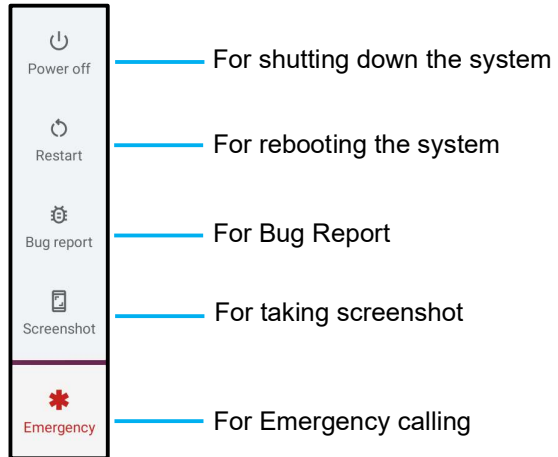 Power off
For shutting down the system
Restart
For rebooting the system
Bug report
For Bug Report
Screenshot
For taking screenshot
Emergency
For Emergency calling